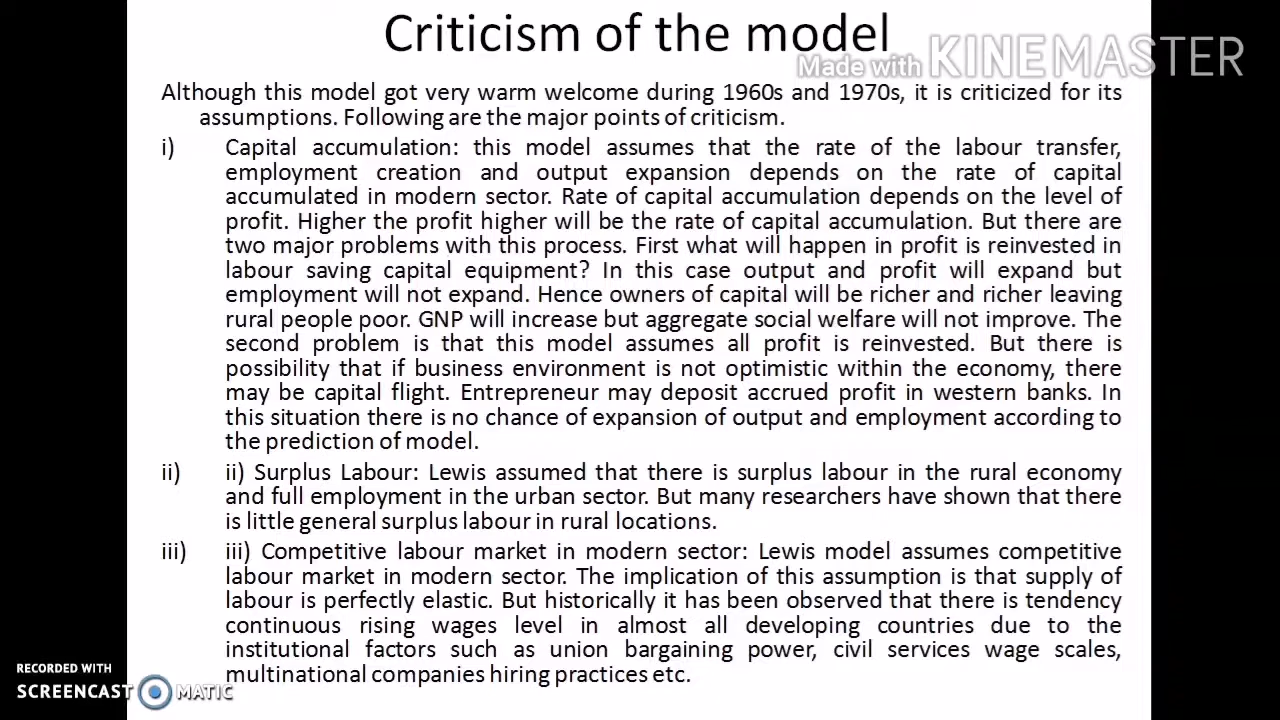 Criticism of the model
Made with KINEMASTER
Although this model got very warm welcome during 1960s and 1970s, it is criticized for its
assumptions. Following are the major points of criticism.
i) Capital accumulation: this model assumes that the rate of the labour transfer,
employment creation and output expansion depends on the rate of capital
accumulated in modern sector. Rate of capital accumulation depends on the level of
profit. Higher the profit higher will be the rate of capital accumulation. But there are
two major problems with this process. First what will happen in profit is reinvested in
labour saving capital equipment? In this case output and profit will expand but
employment will not expand. Hence owners of capital will be richer and richer leaving
rural people poor. GNP will increase but aggregate social welfare will not improve. The
second problem is that this model assumes all profit is reinvested. But there is
possibility that if business environment is not optimistic within the economy, there
may be capital flight. Entrepreneur may deposit accrued profit in western banks. In
this situation there is no chance of expansion of output and employment according to
the prediction of model.
ii) ii) Surplus Labour: Lewis assumed that there is surplus labour in the rural economy
and full employment in the urban sector. But many researchers have shown that there
is little general surplus labour in rural locations.
iii) iii) Competitive labour market in modern sector: Lewis model assumes competitive
labour market in modern sector. The implication of this assumption is that supply of
labour is perfectly elastic. But historically it has been observed that there is tendency
continuous rising wages level in almost all developing countries due to the
institutional factors such as union bargaining power, civil services wage scales,
multinational companies hiring practices etc.
RECORDED WITH
SCREENCAST MATIC